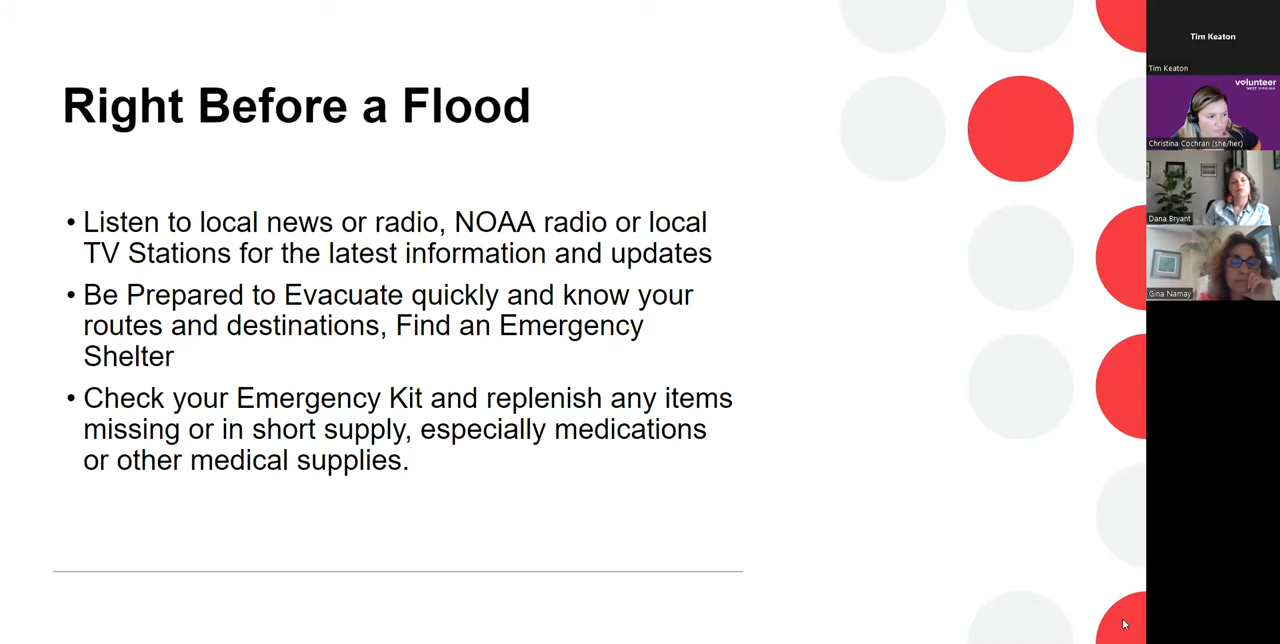 Right Before a Flood
• Listen to local news or radio, NOAA radio or local
TV Stations for the latest information and updates
• Be Prepared to Evacuate quickly and know your
routes and destinations, Find an Emergency
Shelter
• Check your Emergency Kit and replenish any items
missing or in short supply, especially medications
or other medical supplies.
Tim Keaton
Tim Keaton
volunteer
WEST VIRGINIA
Christina Cochran (she/her)
Dana Bryant
Gina Namay